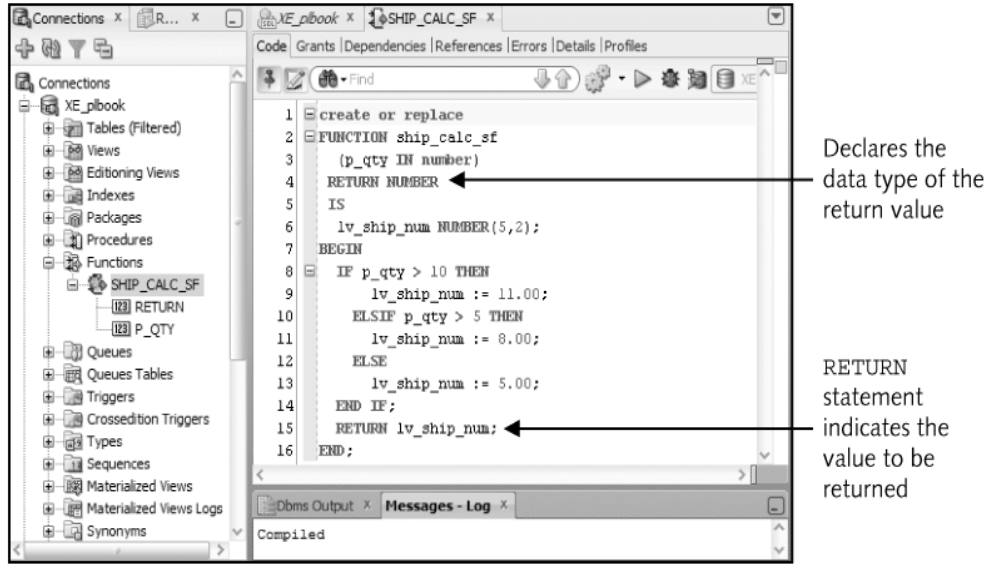 Connections
R...
Connections
XE_plbook
Tables (Filtered)
Views
Editioning Views
Indexes
Packages
Procedures
Functions
SHIP_CALC_SF
RETURN
P_QTY
Queues
Queues Tables
Triggers
Crossedition Triggers
Types
Sequences
Materialized Views
Materialized Views Logs
Synonyms
XE_plbook
SHIP_CALC_SF
Code Grants Dependencies References Errors Details Profiles
Find
XE
1 create or replace
2 FUNCTION ship_calc_sf
3 (p_qty IN number)
4 RETURN NUMBER
5 IS
6 lv_ship_num NUMBER(5,2);
7 BEGIN
8 IF p_qty > 10 THEN
9 lv_ship_num := 11.00;
10 ELSIF p_qty > 5 THEN
11 lv_ship_num := 8.00;
12 ELSE
13 lv_ship_num := 5.00;
14 END IF;
15 RETURN lv_ship_num;
16 END;
Dbms Output
Messages - Log
Compiled
Declares the
data type of the
return value
RETURN
statement
indicates the
value to be
returned